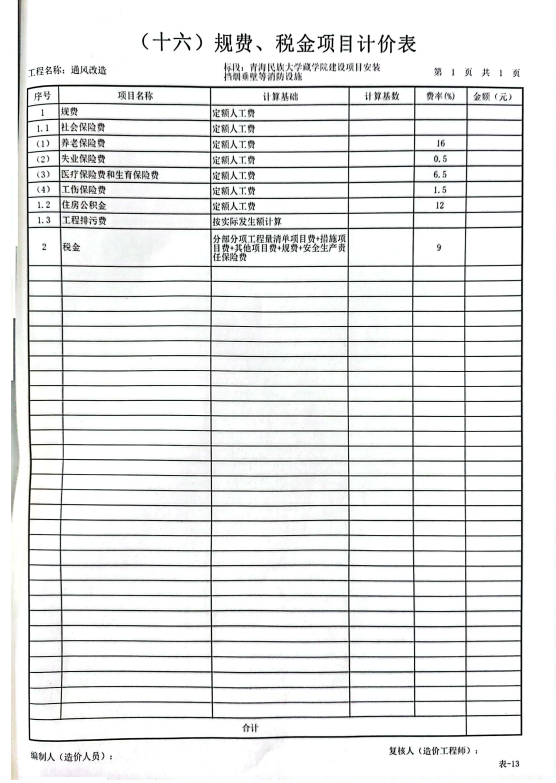 （十六）规费、税金项目计价表
工程名称：通风改造 标段：青海民族大学藏学院建设项目安装
挡烟垂壁等消防设施 第 1 页 共 1 页
序号 项目名称 计算基础 计算基数 费率(%) 金额（元）
1 规费 定额人工费
1.1 社会保险费 定额人工费
(1) 养老保险费 定额人工费 16
(2) 失业保险费 定额人工费 0.5
(3) 医疗保险费和生育保险费 定额人工费 6.5
(4) 工伤保险费 定额人工费 1.5
1.2 住房公积金 定额人工费 12
1.3 工程排污费 按实际发生额计算
2 税金 分部分项工程量清单项目费+措施项
目费+其他项目费+规费+安全生产责
任保险费 9
合计
编制人（造价人员）： 复核人（造价工程师）：
表-13